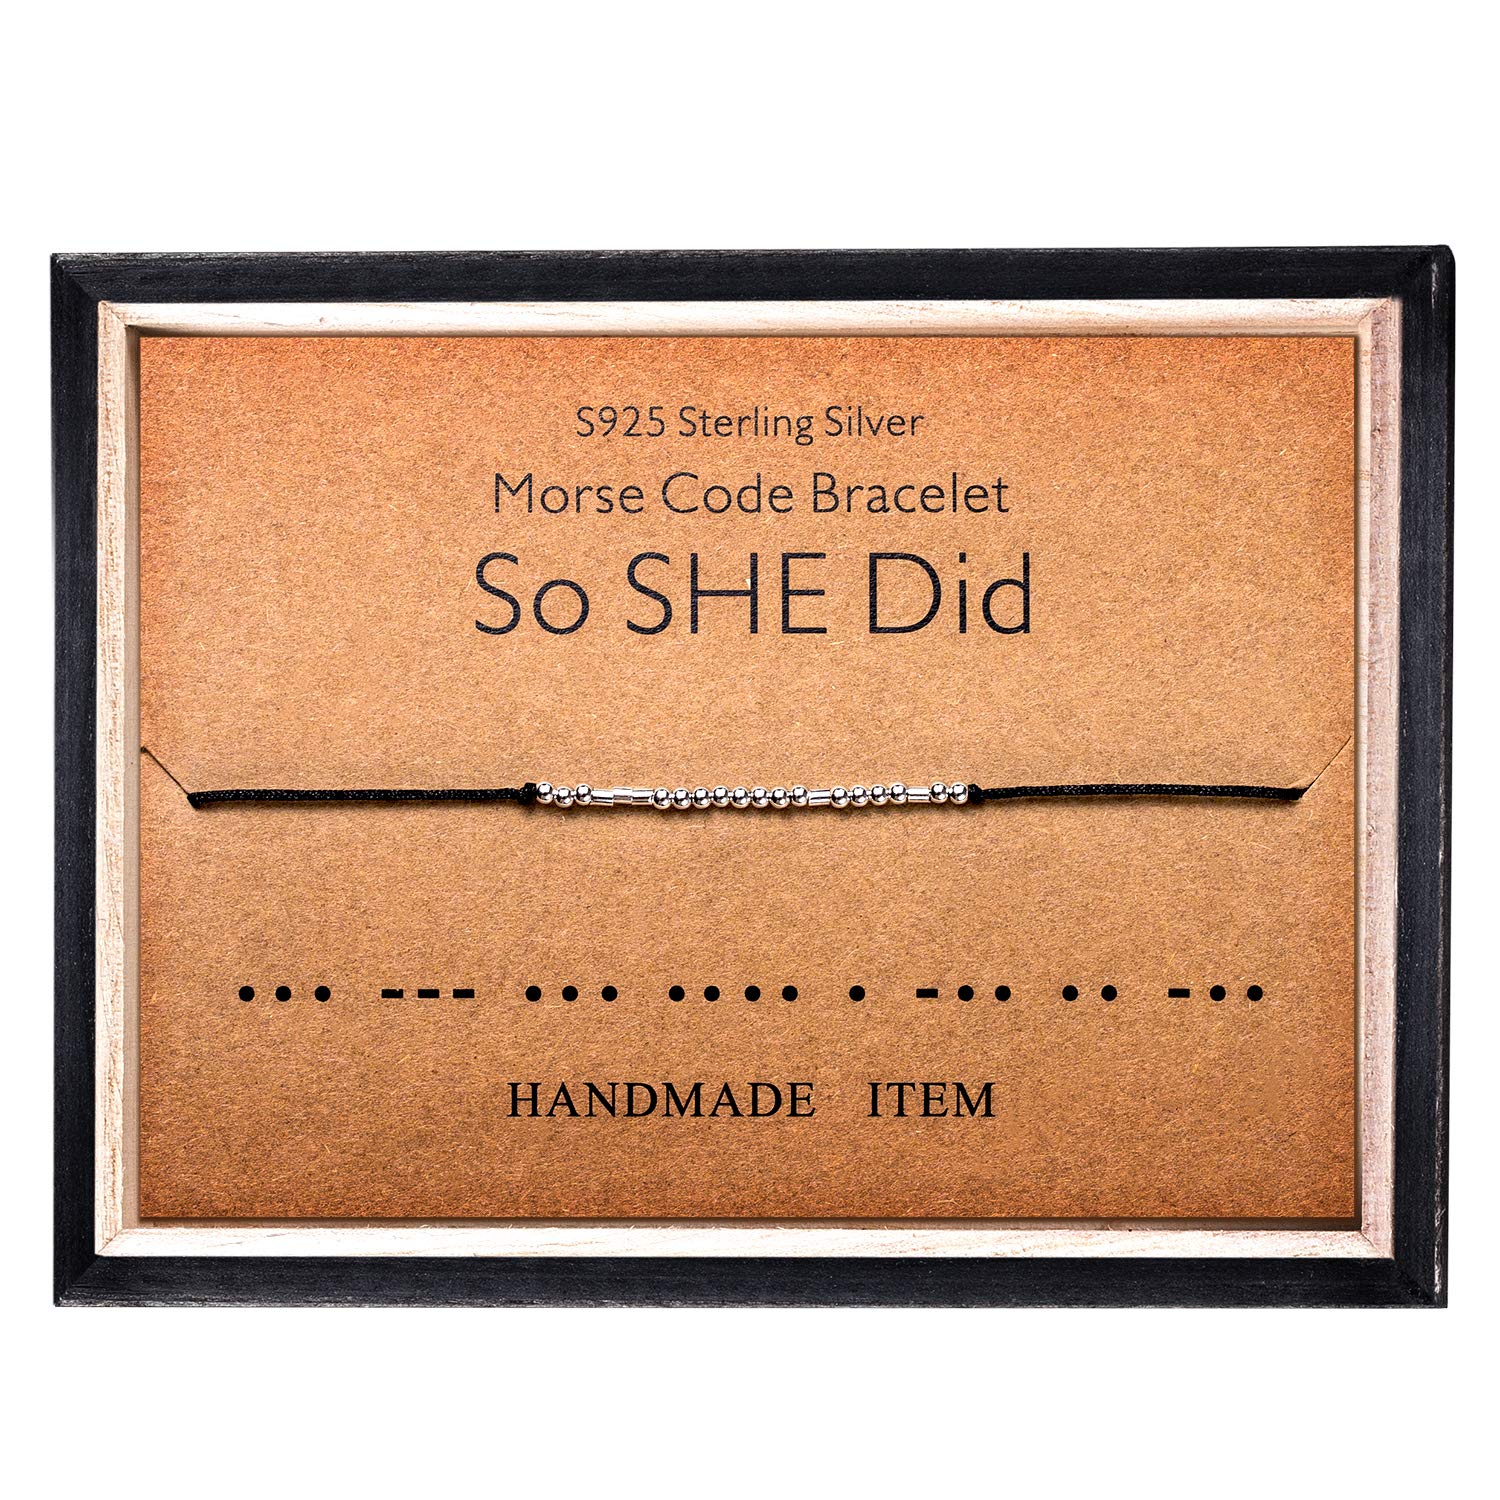 S925 Sterling Silver
Morse Code Bracelet
So SHE Did
••• --- ••• •••• • -•• •• -••
HANDMADE ITEM